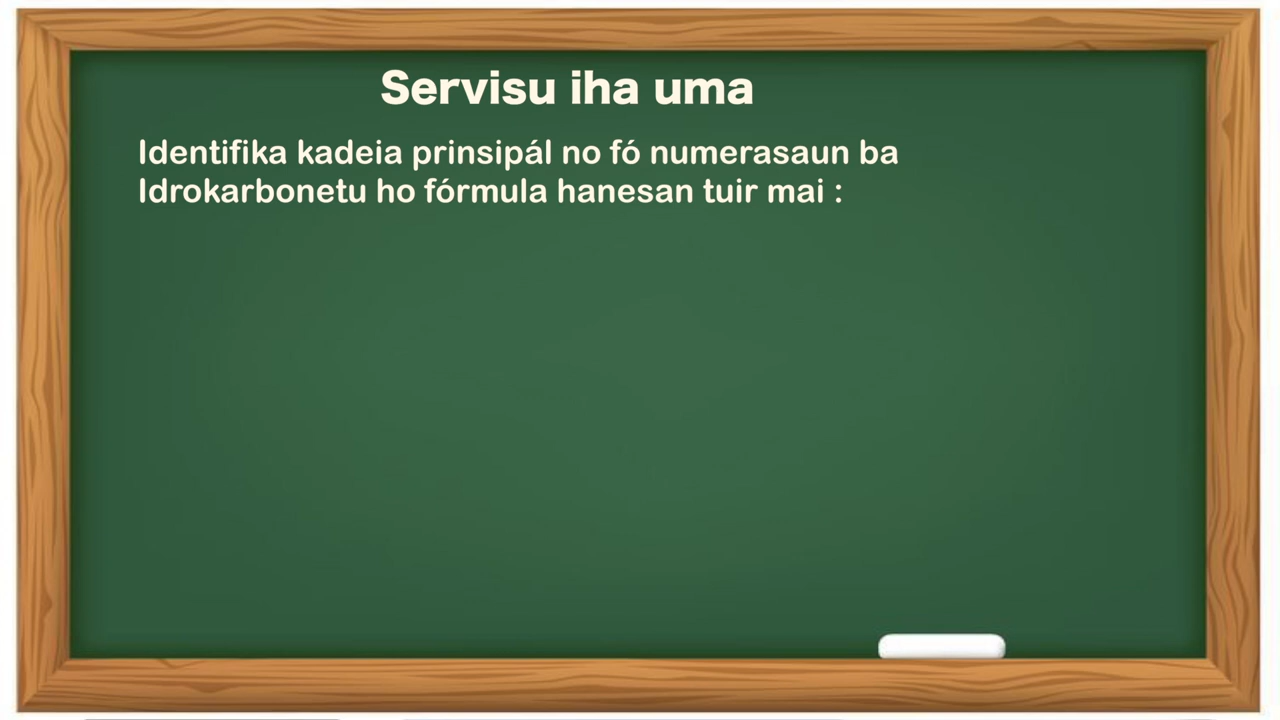 Servisu iha uma
Identifika kadeia prinsipál no fó numerasaun ba
Idrokarbonetu ho fórmula hanesan tuir mai :